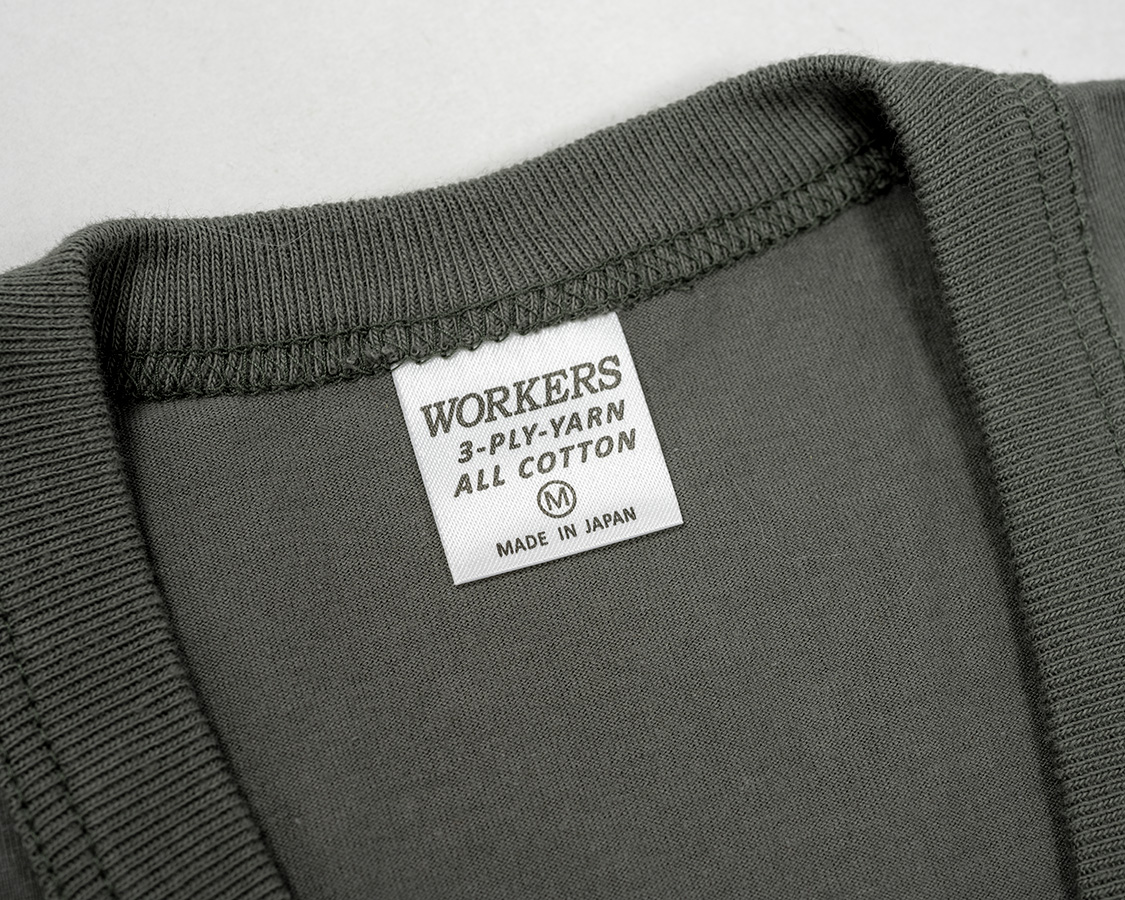 WORKERS
3-PLY-YARN
ALL COTTON
M
MADE IN JAPAN